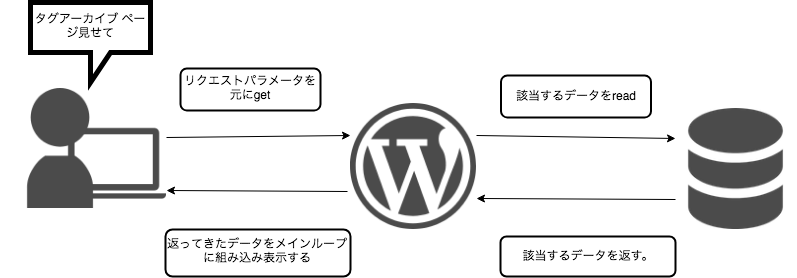 タグアーカイブ ペー
ジ見せて
リクエストパラメータを
元にget
該当するデータをread
返ってきたデータをメインループ
に組み込み表示する
該当するデータを返す。